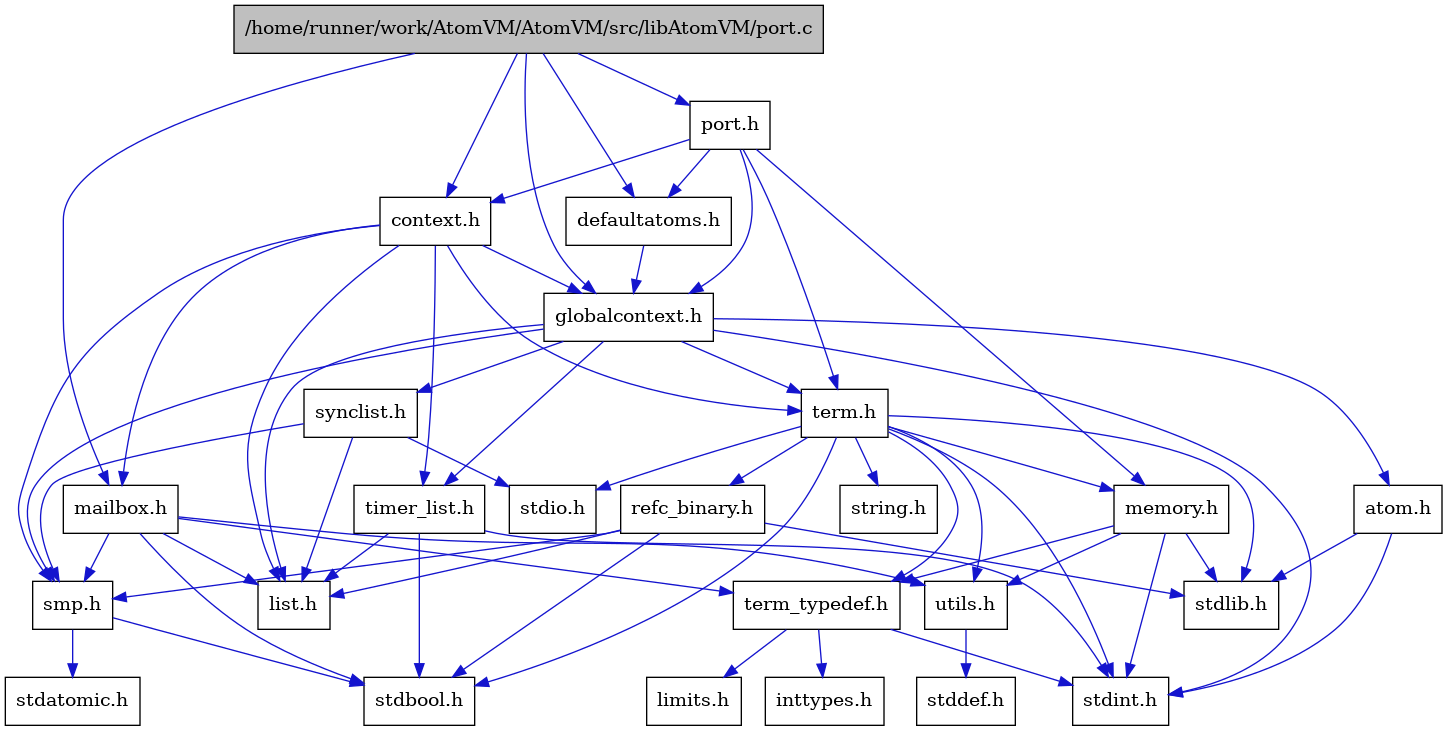 /home/runner/work/AtomVM/AtomVM/src/libAtomVM/port.c
port.h
context.h
defaultatoms.h
globalcontext.h
synclist.h
term.h
mailbox.h
timer_list.h
stdio.h
refc_binary.h
string.h
memory.h
atom.h
smp.h
list.h
term_typedef.h
utils.h
stdlib.h
stdatomic.h
stdbool.h
limits.h
inttypes.h
stddef.h
stdint.h